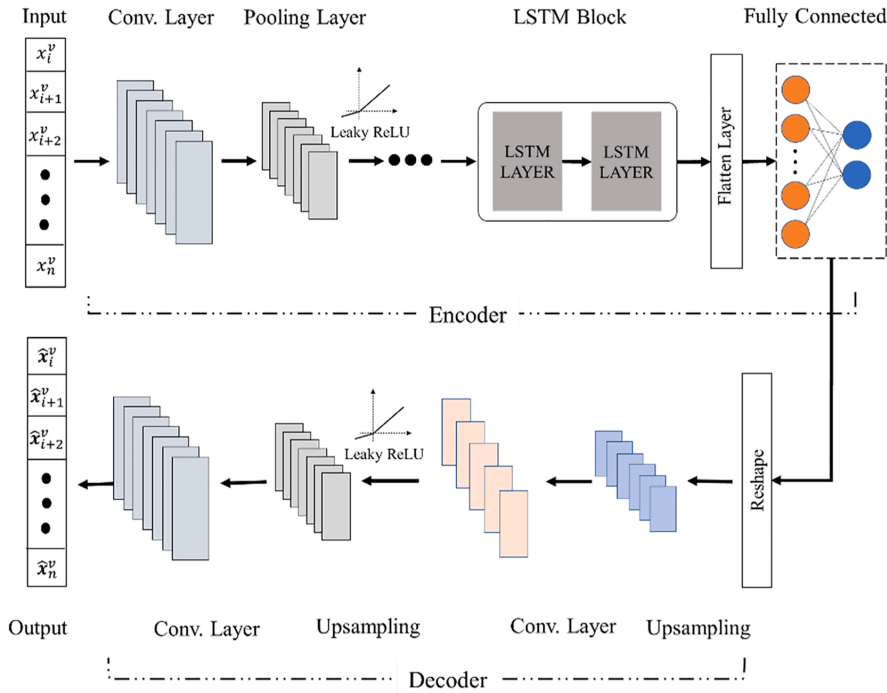 Input
Conv. Layer
Pooling Layer
LSTM Block
Fully Connected
x_i^v
x_{i+1}^v
x_{i+2}^v
x_n^v
Leaky ReLU
LSTM
LAYER
LSTM
LAYER
Flatten Layer
Encoder
x̂_i^v
x̂_{i+1}^v
x̂_{i+2}^v
x̂_n^v
Leaky ReLU
Reshape
Output
Conv. Layer
Upsampling
Conv. Layer
Upsampling
Decoder